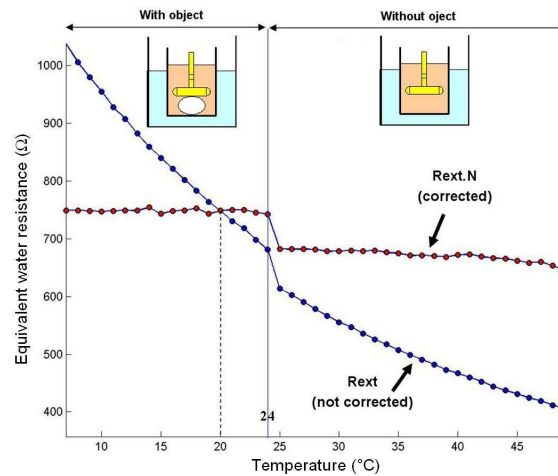 With object
Without oject
1000
900
800
700
600
500
400
Equivalent water resistance (Ω)
Rext.N
(corrected)
Rext
(not corrected)
24
10
15
20
25
30
35
40
45
Temperature (°C)